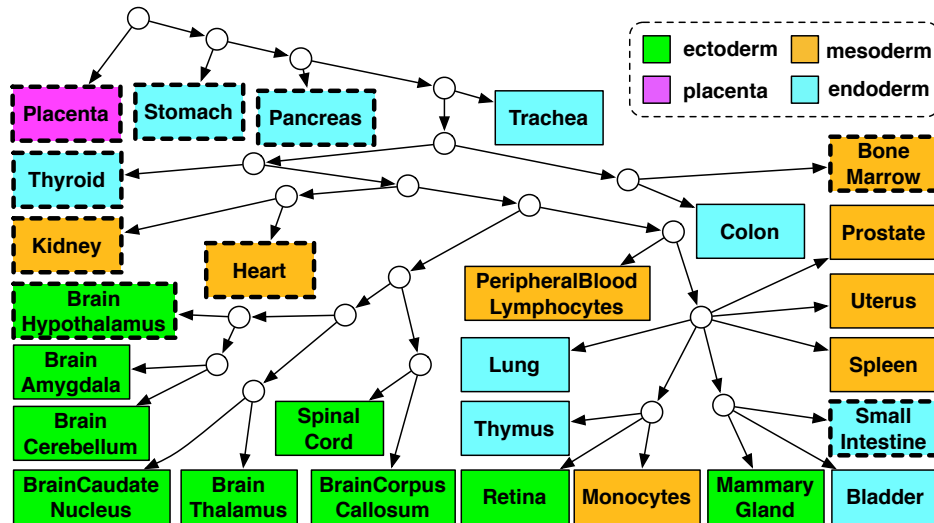 ectoderm
mesoderm
placenta
endoderm
Placenta
Stomach
Pancreas
Trachea
Bone
Marrow
Thyroid
Colon
Prostate
Kidney
Heart
PeripheralBlood
Lymphocytes
Uterus
Brain
Hypothalamus
Lung
Spleen
Brain
Amygdala
Brain
Cerebellum
Spinal
Cord
Thymus
Small
Intestine
BrainCaudate
Nucleus
Brain
Thalamus
BrainCorpus
Callosum
Retina
Monocytes
Mammary
Gland
Bladder